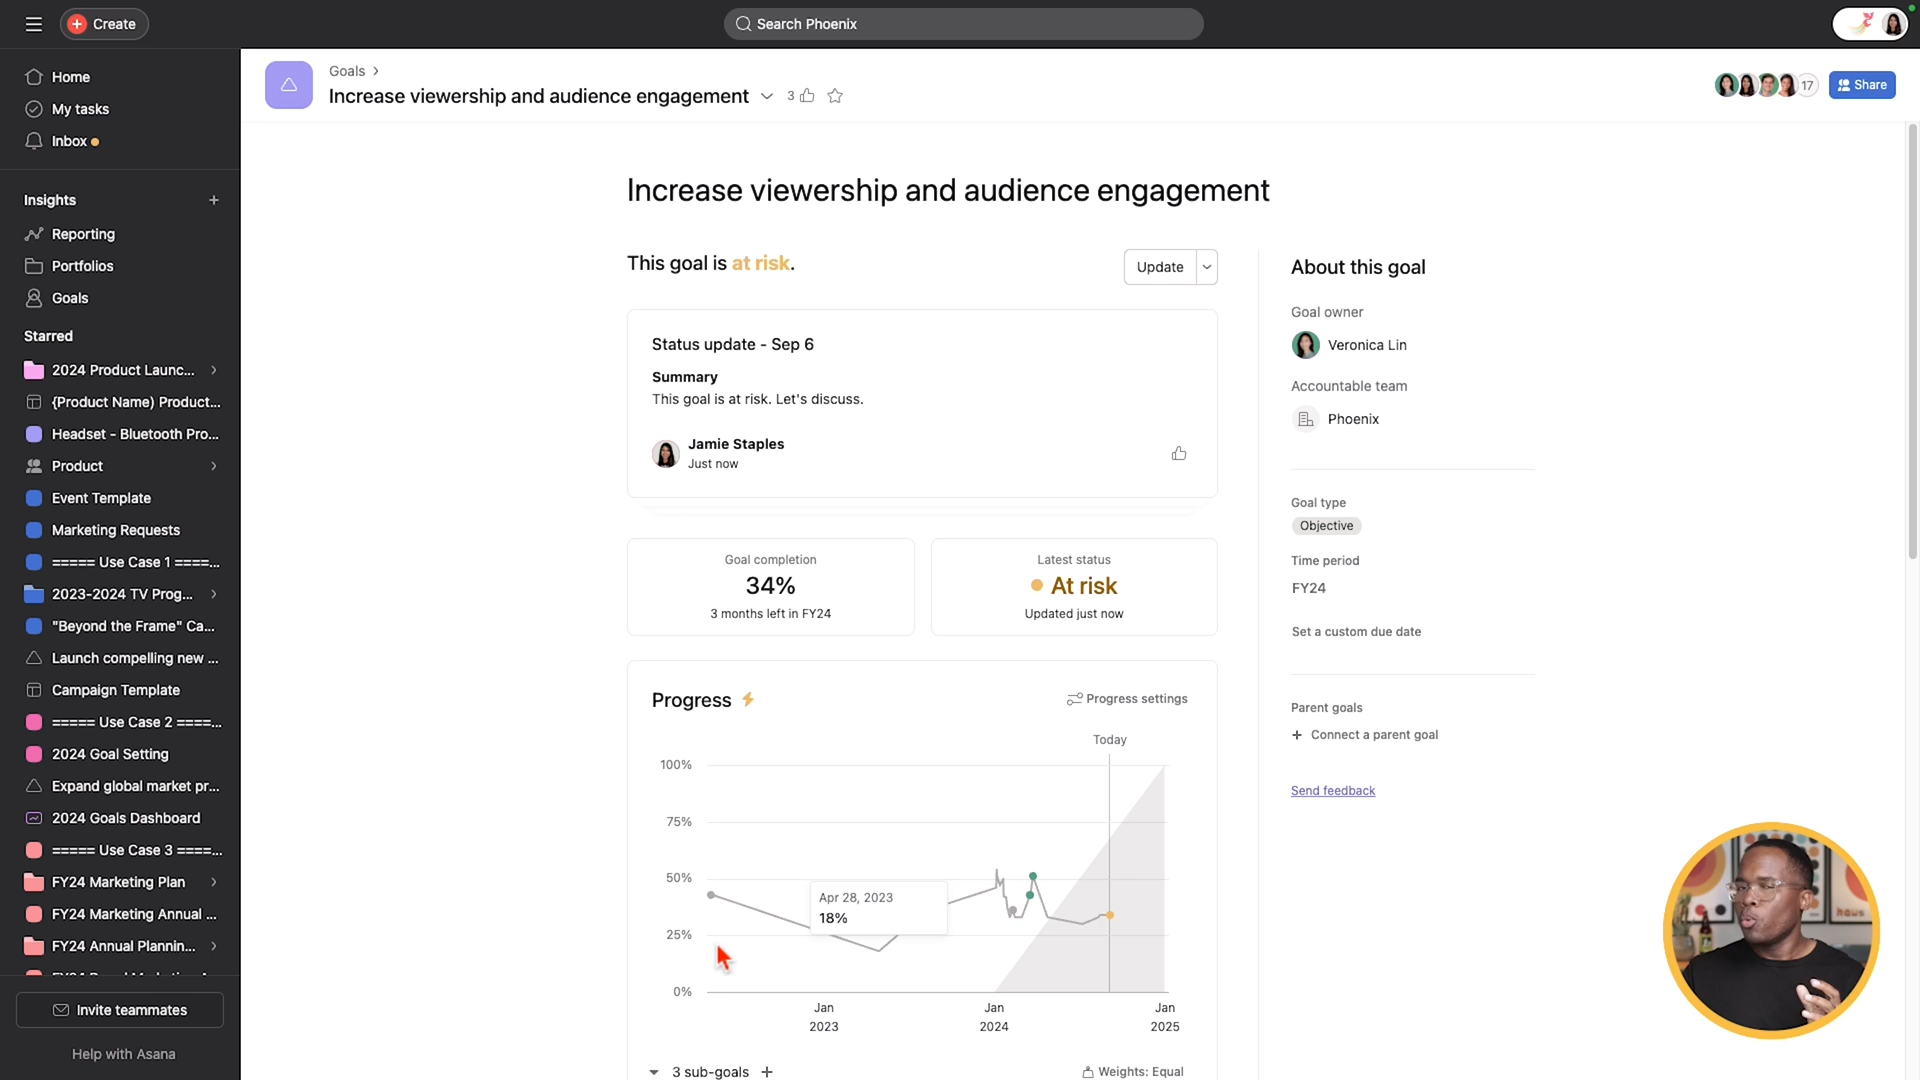 Create
Search Phoenix
Home
My tasks
Inbox
Insights
Reporting
Portfolios
Goals
Starred
2024 Product Launc...
{Product Name) Product...
Headset - Bluetooth Pro...
Product
Event Template
Marketing Requests
===== Use Case 1 ====...
2023-2024 TV Prog...
"Beyond the Frame" Ca...
Launch compelling new ...
Campaign Template
===== Use Case 2 ====...
2024 Goal Setting
Expand global market pr...
2024 Goals Dashboard
===== Use Case 3 ====...
FY24 Marketing Plan
FY24 Marketing Annual ...
FY24 Annual Plannin...
Invite teammates
Help with Asana
Goals
Increase viewership and audience engagement
3
17
Share
Increase viewership and audience engagement
This goal is at risk.
Update
Status update - Sep 6
Summary
This goal is at risk. Let's discuss.
Jamie Staples
Just now
Goal completion
34%
3 months left in FY24
Latest status
At risk
Updated just now
Progress
Progress settings
Today
100%
75%
50%
25%
0%
Apr 28, 2023
18%
Jan
2023
Jan
2024
Jan
2025
3 sub-goals
Weights: Equal
About this goal
Goal owner
Veronica Lin
Accountable team
Phoenix
Goal type
Objective
Time period
FY24
Set a custom due date
Parent goals
Connect a parent goal
Send feedback
haus